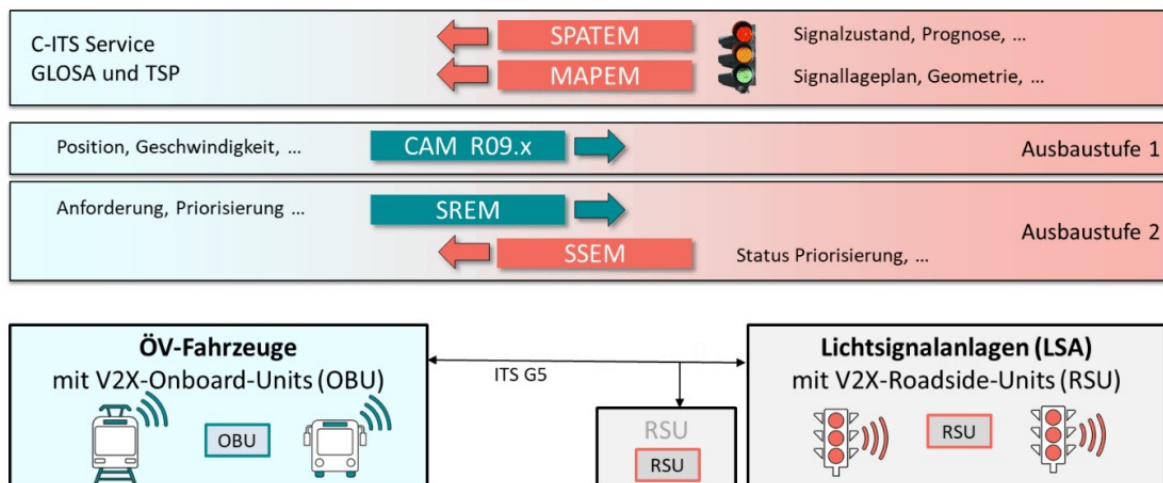 C-ITS Service
GLOSA und TSP
SPATEM
Signalzustand, Prognose, ...
MAPEM
Signallageplan, Geometrie, ...
Position, Geschwindigkeit, ...
CAM R09.x
Ausbaustufe 1
Anforderung, Priorisierung ...
SREM
SSEM
Status Priorisierung, ...
Ausbaustufe 2
ÖV-Fahrzeuge
mit V2X-Onboard-Units (OBU)
OBU
ITS G5
RSU
RSU
Lichtsignalanlagen (LSA)
mit V2X-Roadside-Units (RSU)
RSU